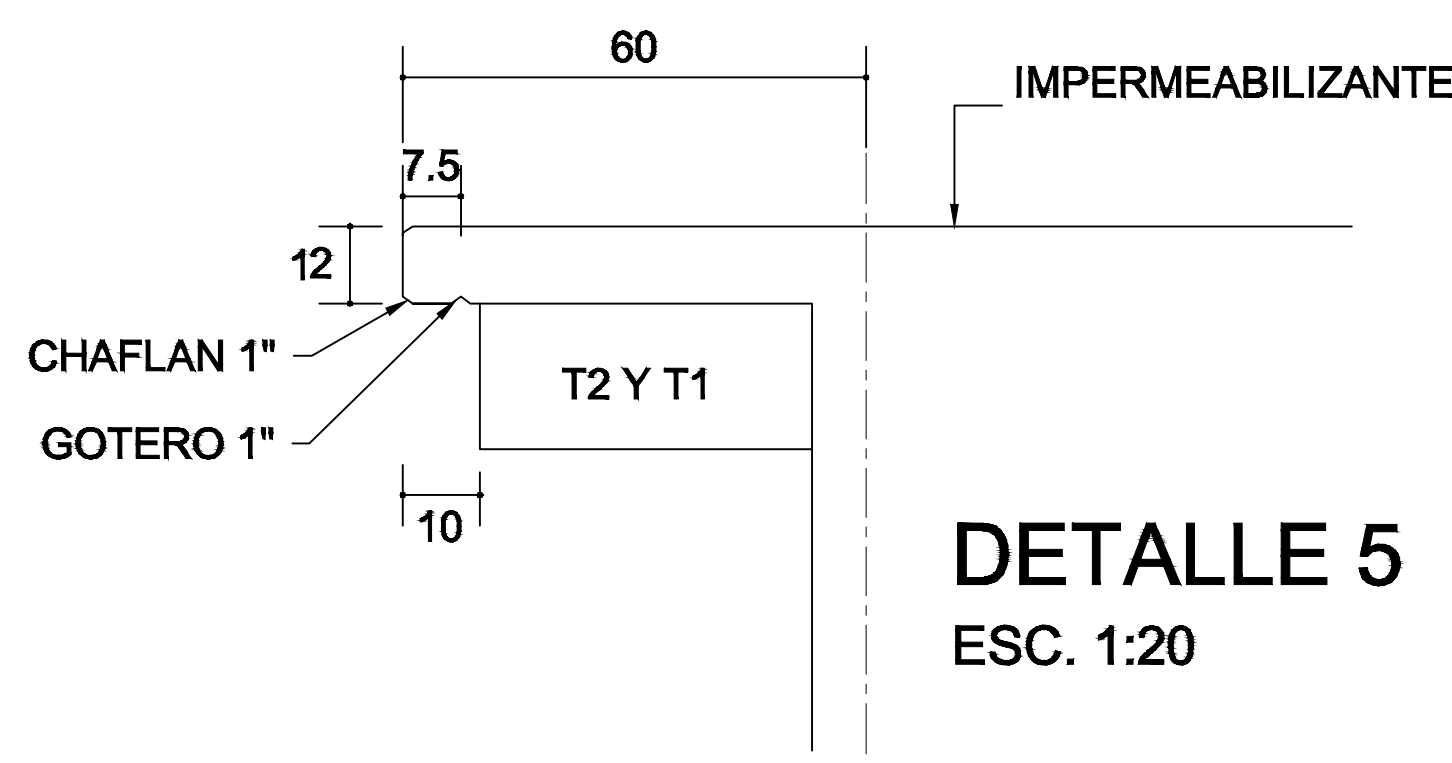 60
IMPERMEABILIZANTE
7.5
12
CHAFLAN 1"
T2 Y T1
GOTERO 1"
10
DETALLE 5
ESC. 1:20